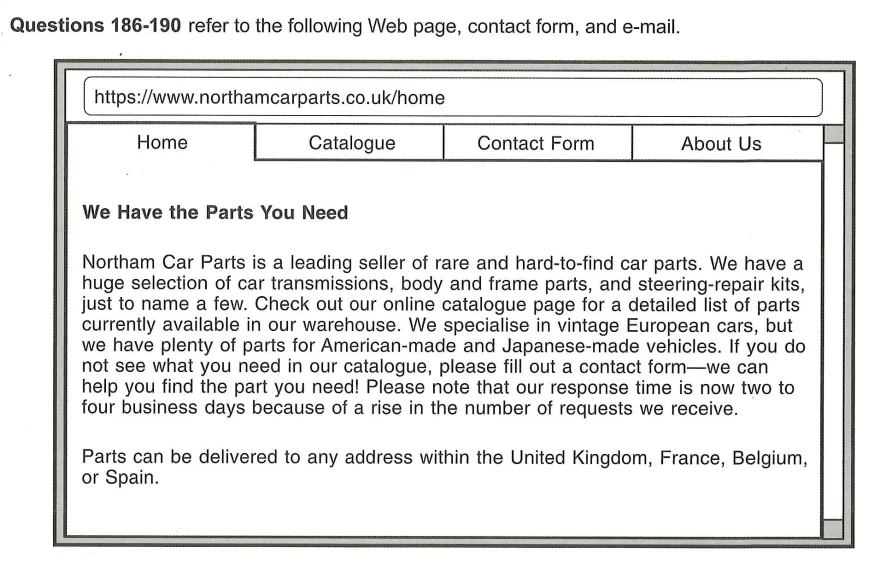 Questions 186-190 refer to the following Web page, contact form, and e-mail.
https://www.northamcarparts.co.uk/home
Home Catalogue Contact Form About Us
We Have the Parts You Need
Northam Car Parts is a leading seller of rare and hard-to-find car parts. We have a
huge selection of car transmissions, body and frame parts, and steering-repair kits,
just to name a few. Check out our online catalogue page for a detailed list of parts
currently available in our warehouse. We specialise in vintage European cars, but
we have plenty of parts for American-made and Japanese-made vehicles. If you do
not see what you need in our catalogue, please fill out a contact form—we can
help you find the part you need! Please note that our response time is now two to
four business days because of a rise in the number of requests we receive.
Parts can be delivered to any address within the United Kingdom, France, Belgium,
or Spain.